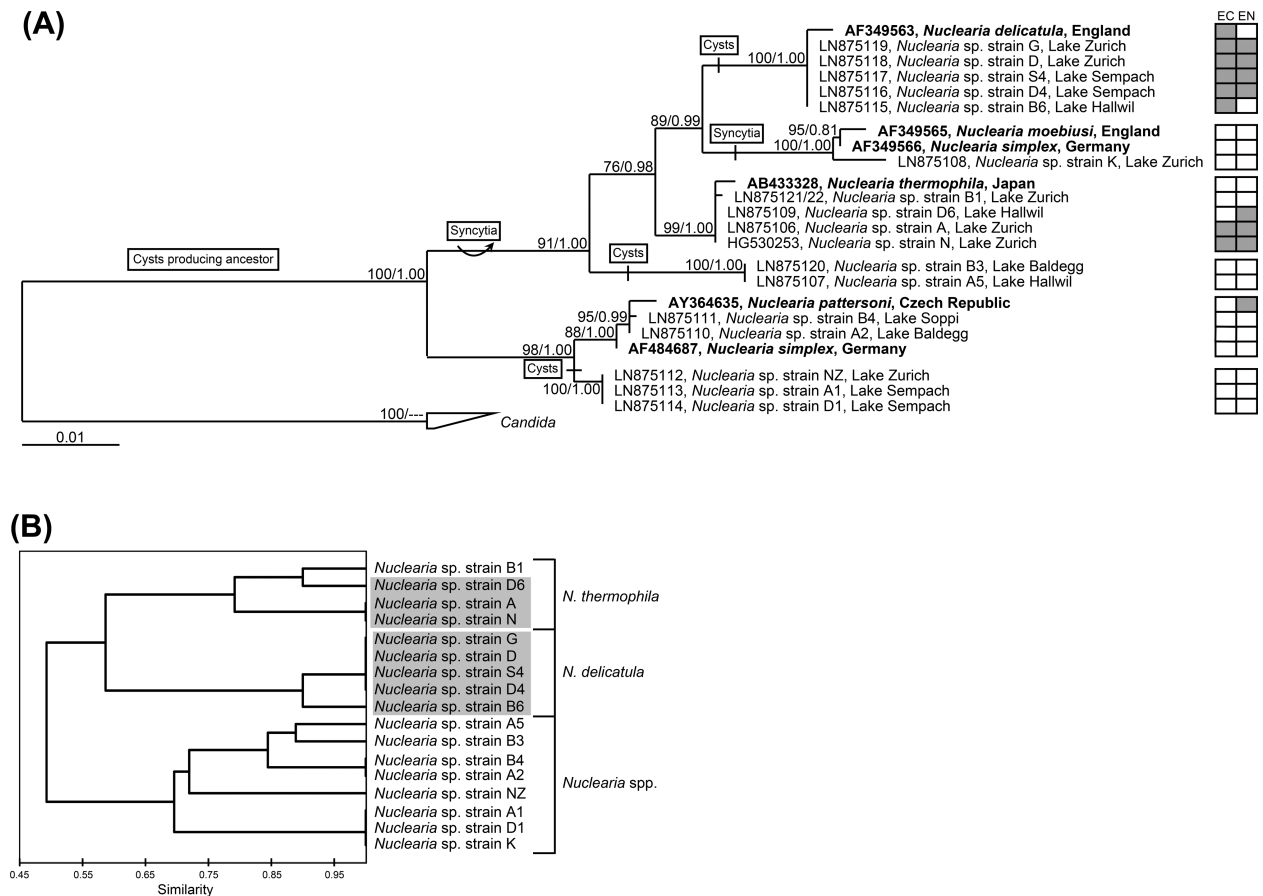 (A)
EC EN
Cysts
100/1.00
AF349563, Nuclearia delicatula, England
LN875119, Nuclearia sp. strain G, Lake Zurich
LN875118, Nuclearia sp. strain D, Lake Zurich
LN875117, Nuclearia sp. strain S4, Lake Sempach
LN875116, Nuclearia sp. strain D4, Lake Sempach
LN875115, Nuclearia sp. strain B6, Lake Hallwil
89/0.99
Syncytia
95/0.81
100/1.00
AF349565, Nuclearia moebiusi, England
AF349566, Nuclearia simplex, Germany
LN875108, Nuclearia sp. strain K, Lake Zurich
76/0.98
AB433328, Nuclearia thermophila, Japan
LN875121/22, Nuclearia sp. strain B1, Lake Zurich
LN875109, Nuclearia sp. strain D6, Lake Hallwil
99/1.00
LN875106, Nuclearia sp. strain A, Lake Zurich
HG530253, Nuclearia sp. strain N, Lake Zurich
Syncytia
91/1.00
Cysts
Cysts producing ancestor
100/1.00
100/1.00
LN875120, Nuclearia sp. strain B3, Lake Baldegg
LN875107, Nuclearia sp. strain A5, Lake Hallwil
AY364635, Nuclearia pattersoni, Czech Republic
95/0.99
LN875111, Nuclearia sp. strain B4, Lake Soppi
88/1.00
LN875110, Nuclearia sp. strain A2, Lake Baldegg
98/1.00
AF484687, Nuclearia simplex, Germany
Cysts
100/1.00
LN875112, Nuclearia sp. strain NZ, Lake Zurich
LN875113, Nuclearia sp. strain A1, Lake Sempach
LN875114, Nuclearia sp. strain D1, Lake Sempach
100/---
Candida
0.01
(B)
Nuclearia sp. strain B1
Nuclearia sp. strain D6
Nuclearia sp. strain A
Nuclearia sp. strain N
N. thermophila
Nuclearia sp. strain G
Nuclearia sp. strain D
Nuclearia sp. strain S4
Nuclearia sp. strain D4
Nuclearia sp. strain B6
N. delicatula
Nuclearia sp. strain A5
Nuclearia sp. strain B3
Nuclearia sp. strain B4
Nuclearia sp. strain A2
Nuclearia sp. strain NZ
Nuclearia sp. strain A1
Nuclearia sp. strain D1
Nuclearia sp. strain K
Nuclearia spp.
0.45 0.55 0.65 0.75 0.85 0.95
Similarity